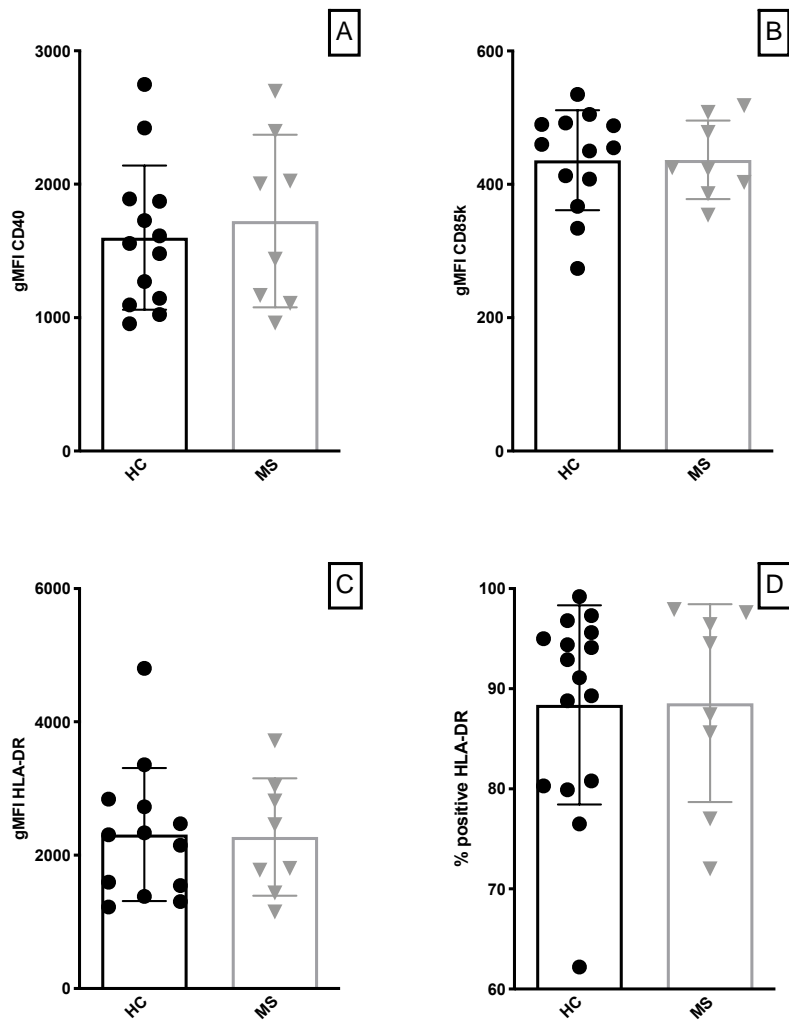 A
gMFI CD40
3000
2000
1000
0
HC
MS
B
gMFI CD85k
600
400
200
0
HC
MS
C
gMFI HLA-DR
6000
4000
2000
0
HC
MS
D
% positive HLA-DR
100
90
80
70
60
HC
MS